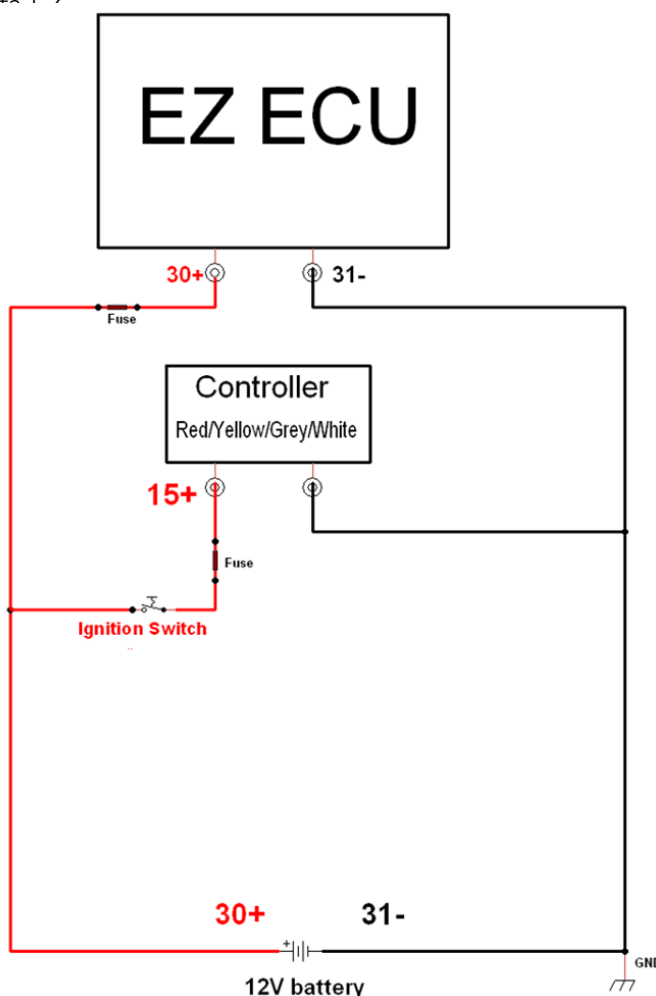 EZ ECU
30+ 31-
Fuse
Controller
Red/Yellow/Grey/White
15+
Fuse
Ignition Switch
30+ 31-
+
GND
12V battery